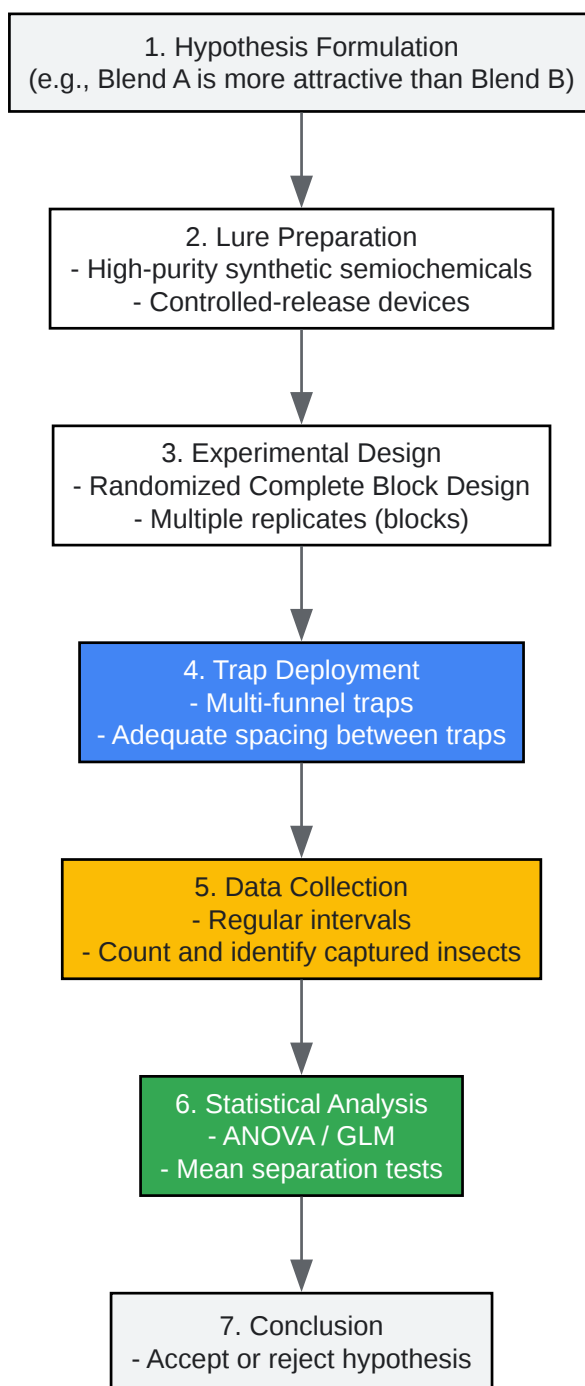 1. Hypothesis Formulation
(e.g., Blend A is more attractive than Blend B)
2. Lure Preparation
- High-purity synthetic semiochemicals
- Controlled-release devices
3. Experimental Design
- Randomized Complete Block Design
- Multiple replicates (blocks)
4. Trap Deployment
- Multi-funnel traps
- Adequate spacing between traps
5. Data Collection
- Regular intervals
- Count and identify captured insects
6. Statistical Analysis
- ANOVA / GLM
- Mean separation tests
7. Conclusion
- Accept or reject hypothesis